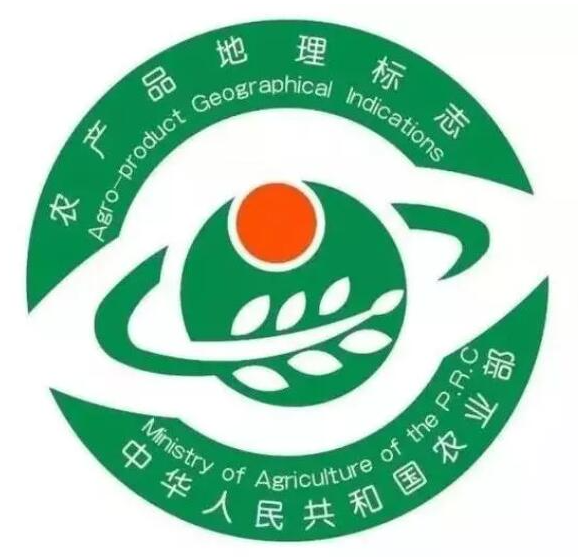 农产品地理标志
Agro-product Geographical Indications
Ministry of Agriculture of the P.R.C
中华人民共和国农业部